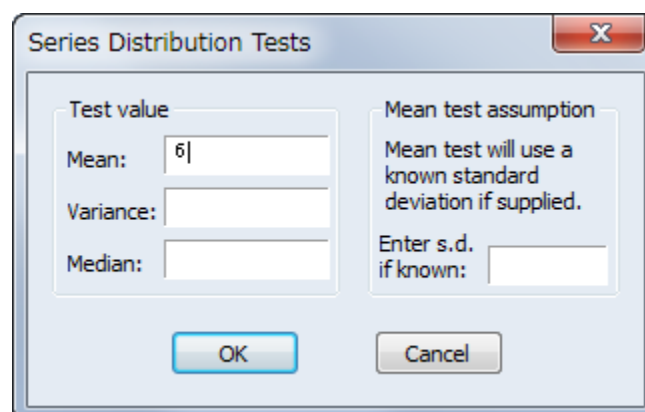 Series Distribution Tests
Test value
Mean: 6
Variance:
Median:
Mean test assumption
Mean test will use a
known standard
deviation if supplied.
Enter s.d.
if known:
OK
Cancel